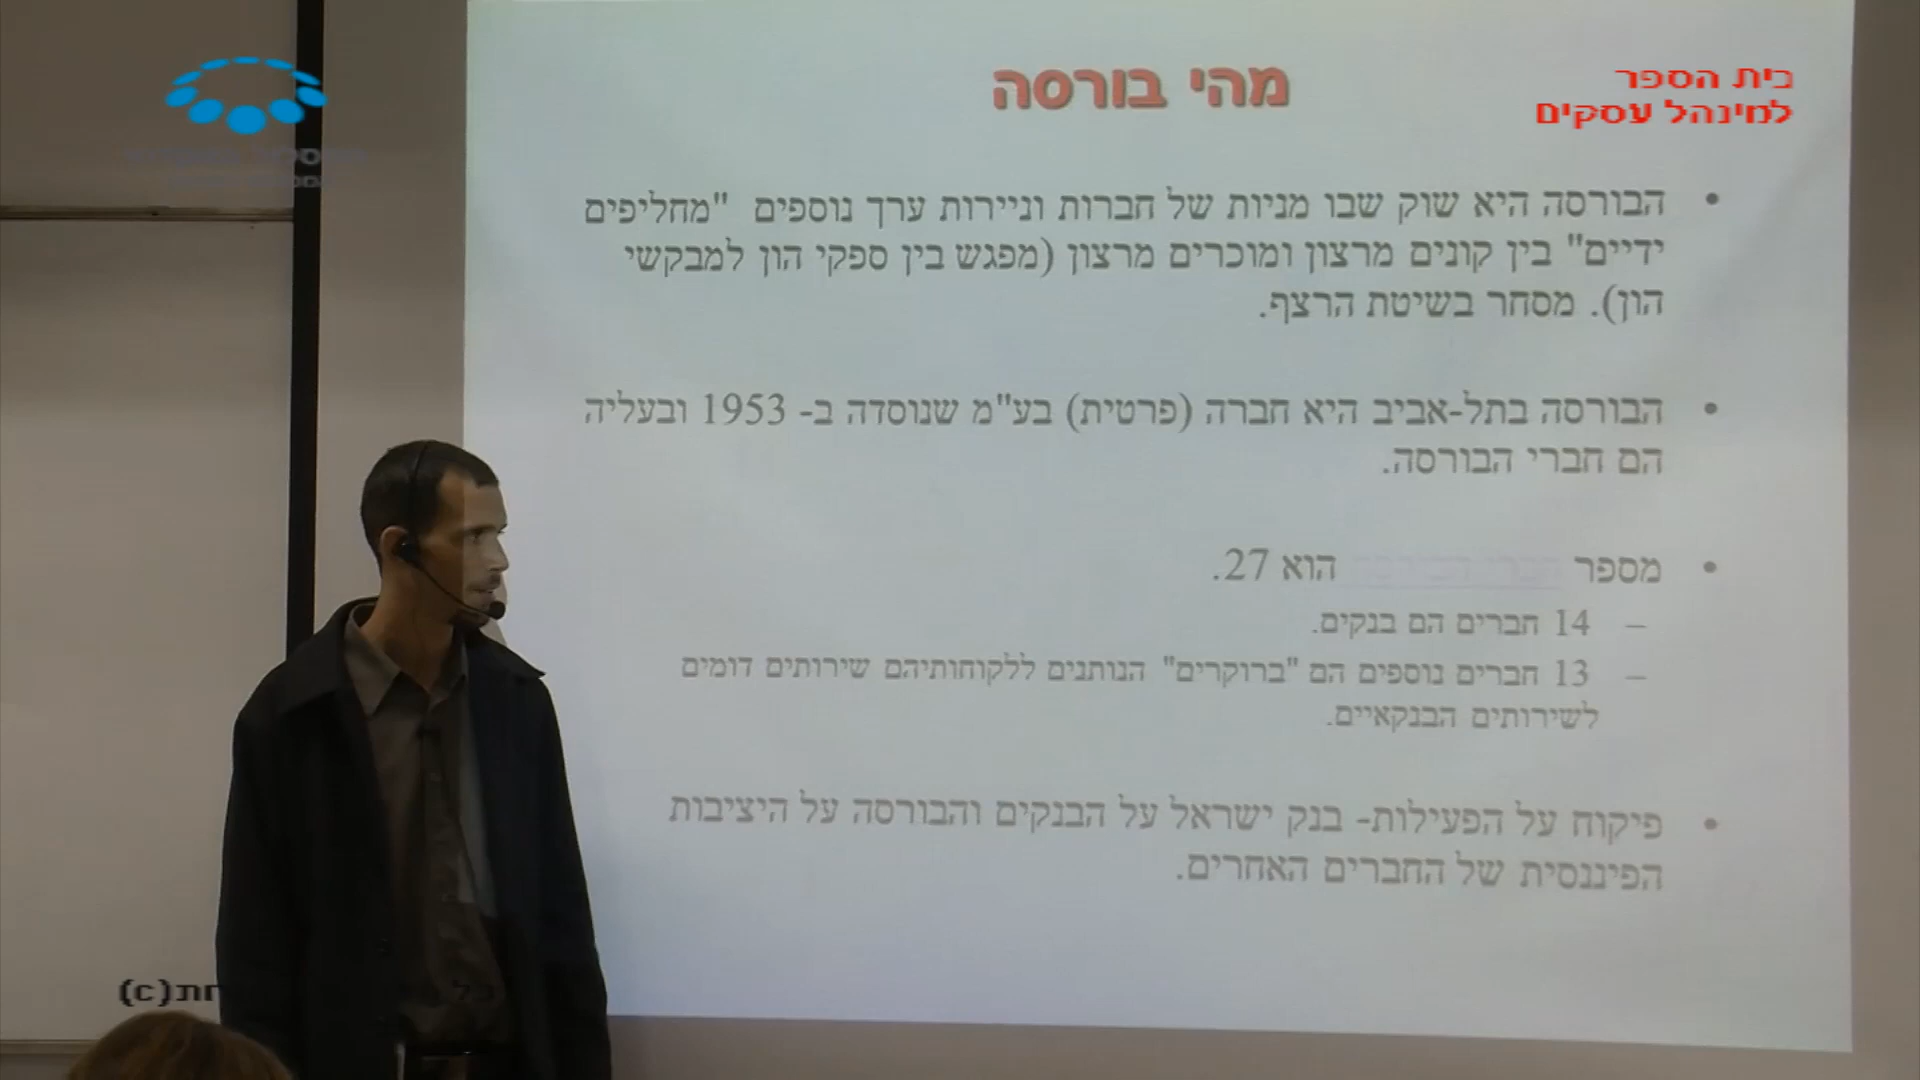 מהי בורסה
בית הספר
למינהל עסקים
• הבורסה היא שוק שבו מניות של חברות וניירות ערך נוספים "מחליפים
ידיים" בין קונים מרצון ומוכרים מרצון (מפגש בין ספקי הון למבקשי
הון). מסחר בשיטת הרצף.
• הבורסה בתל-אביב היא חברה (פרטית) בע"מ שנוסדה ב- 1953 ובעליה
הם חברי הבורסה.
• מספר הוא 27.
– 14 חברים הם בנקים.
– 13 חברים נוספים הם "ברוקרים" הנותנים ללקוחותיהם שירותים דומים
לשירותים הבנקאיים.
• פיקוח על הפעילות- בנק ישראל על הבנקים והבורסה על היציבות
הפיננסית של החברים האחרים.
כל (c)